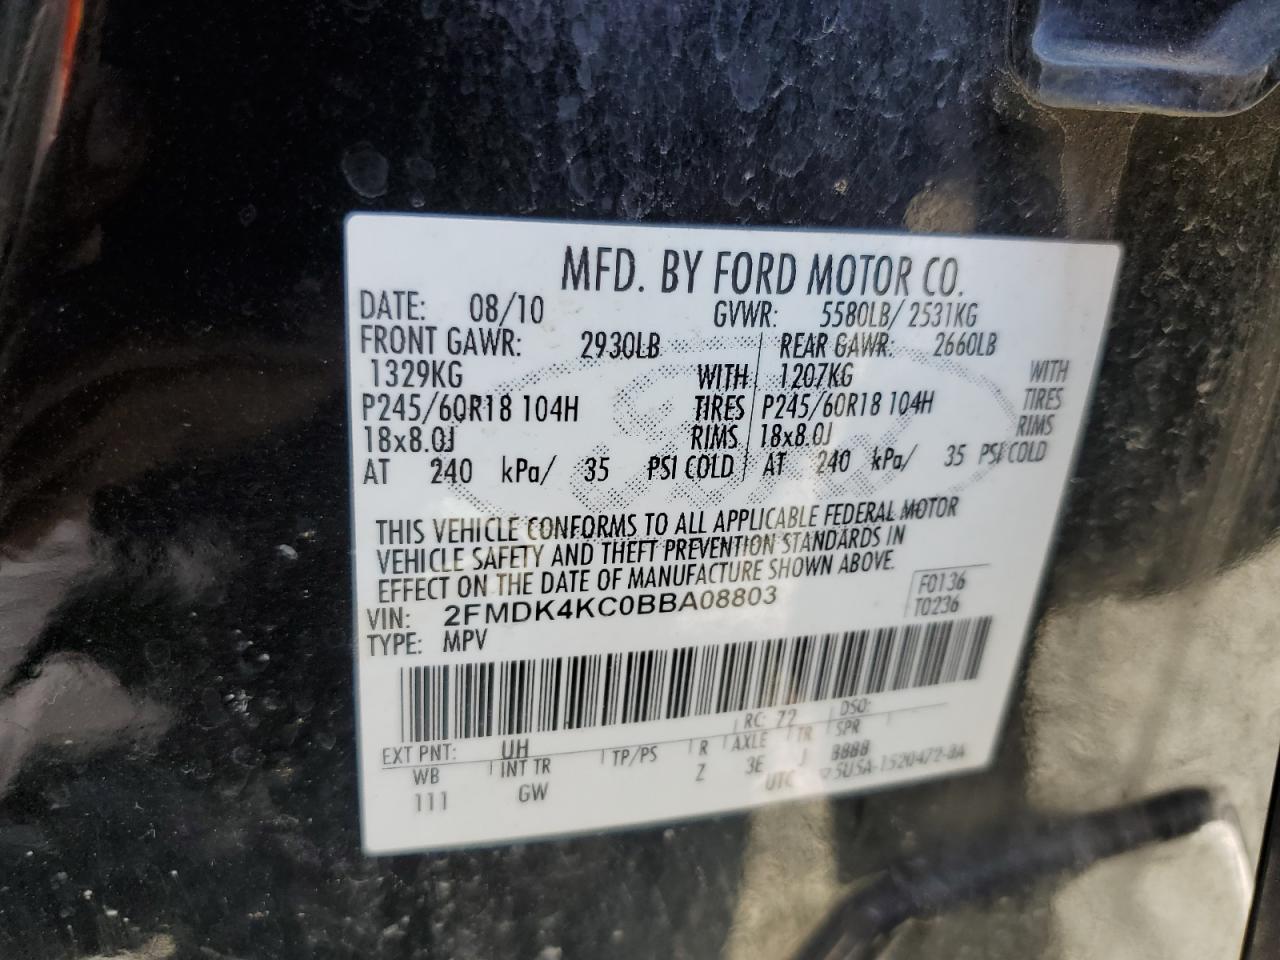 MFD. BY FORD MOTOR CO.
DATE: 08/10 GVWR: 5580LB/ 2531KG
FRONT GAWR: 2930LB REAR GAWR: 2660LB
1329KG WITH 1207KG WITH
P245/60R18 104H TIRES P245/60R18 104H TIRES
18x8.0J RIMS 18x8.0J RIMS
AT 240 kPa/ 35 PSI COLD AT 240 kPa/ 35 PSI COLD
THIS VEHICLE CONFORMS TO ALL APPLICABLE FEDERAL MOTOR
VEHICLE SAFETY AND THEFT PREVENTION STANDARDS IN
EFFECT ON THE DATE OF MANUFACTURE SHOWN ABOVE.
F0136
VIN: 2FMDK4KC0BBA08803 T0236
TYPE: MPV
RC: 72 DSO:
EXT PNT: UH
WB INT TR TP/PS R AXLE TR SPR
111 GW Z 3E J BBBB
UTC